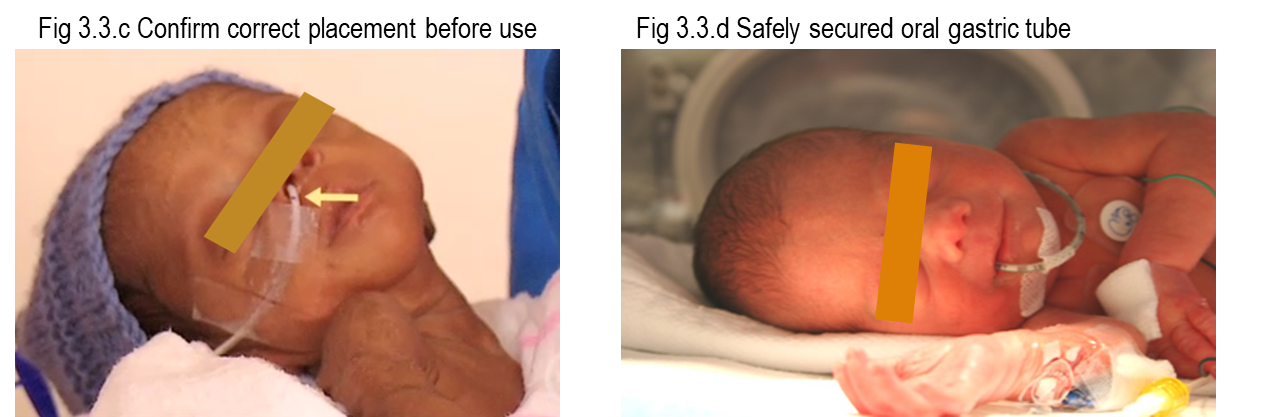 Fig 3.3.c Confirm correct placement before use
Fig 3.3.d Safely secured oral gastric tube